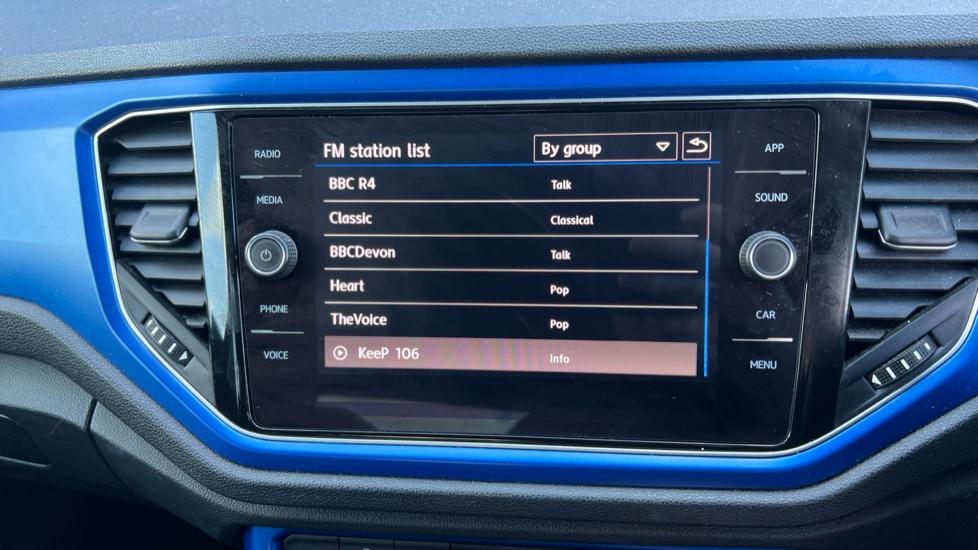 FM station list By group
RADIO
MEDIA
PHONE
VOICE
BBC R4 Talk
Classic Classical
BBCDevon Talk
Heart Pop
TheVoice Pop
KeeP 106 Info
APP
SOUND
CAR
MENU